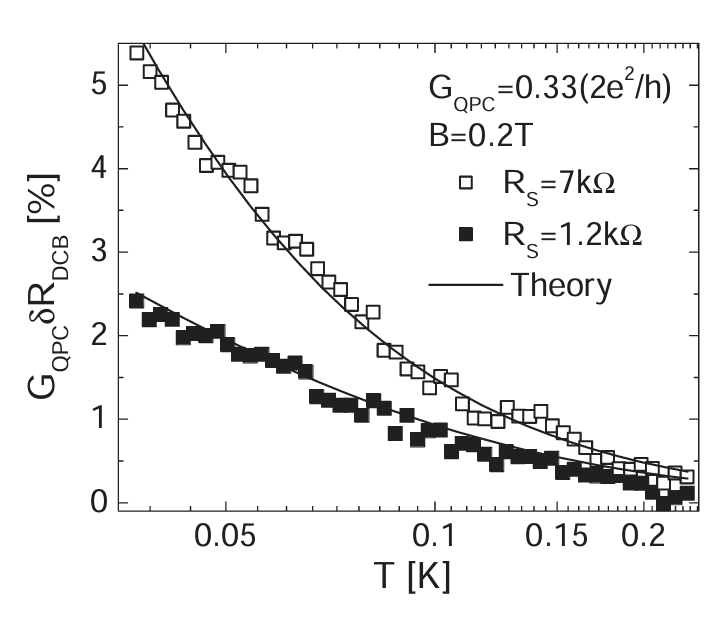 G_QPC=0.33(2e²/h)
B=0.2T
R_S=7kΩ
R_S=1.2kΩ
Theory
G_QPCδR_DCB [%]
5
4
3
2
1
0
0.05 0.1 0.15 0.2
T [K]